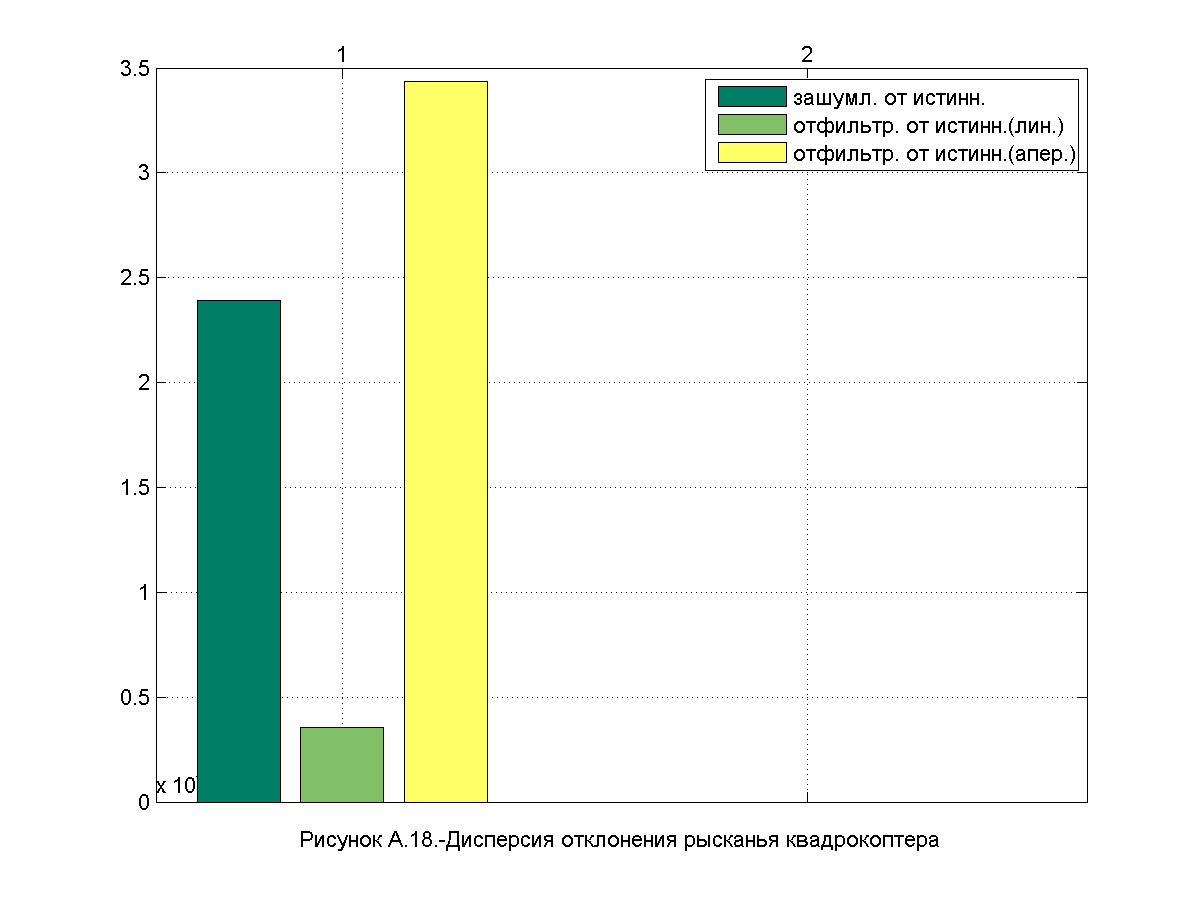 1 2
3.5
3
2.5
2
1.5
1
0.5
0
x 10
зашумл. от истинн.
отфильтр. от истинн.(лин.)
отфильтр. от истинн.(апер.)
Рисунок А.18.-Дисперсия отклонения рысканья квадрокоптера